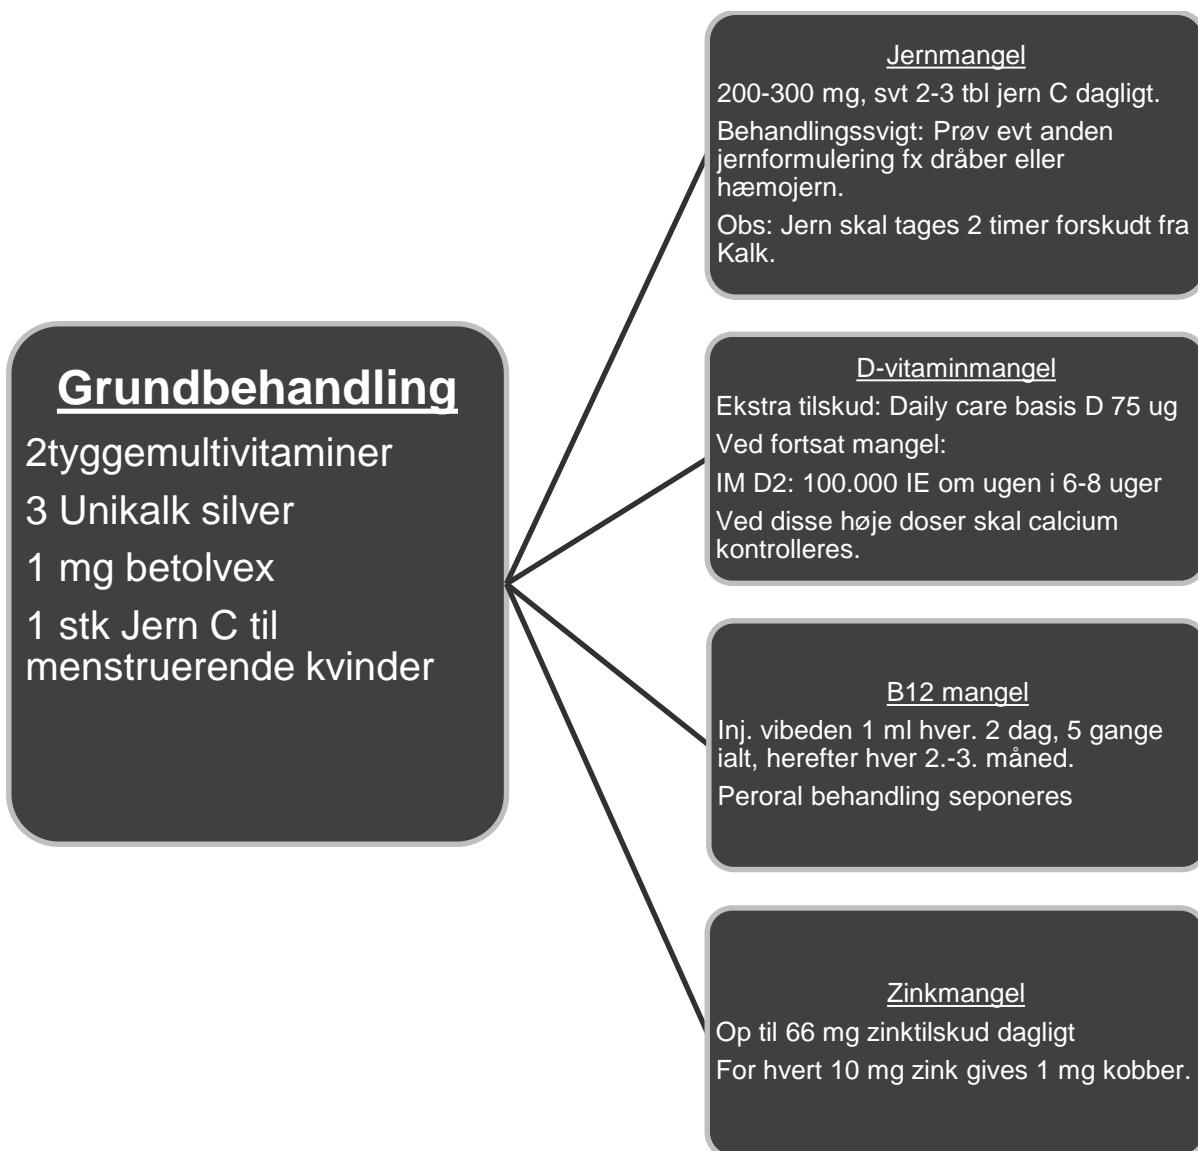 Grundbehandling
2tyggemultivitaminer
3 Unikalk silver
1 mg betolvex
1 stk Jern C til
menstruerende kvinder
Jernmangel
200-300 mg, svt 2-3 tbl jern C dagligt.
Behandlingssvigt: Prøv evt anden
jernformulering fx dråber eller
hæmojern.
Obs: Jern skal tages 2 timer forskudt fra
Kalk.
D-vitaminmangel
Ekstra tilskud: Daily care basis D 75 ug
Ved fortsat mangel:
IM D2: 100.000 IE om ugen i 6-8 uger
Ved disse høje doser skal calcium
kontrolleres.
B12 mangel
Inj. vibeden 1 ml hver. 2 dag, 5 gange
ialt, herefter hver 2.-3. måned.
Peroral behandling seponeres
Zinkmangel
Op til 66 mg zinktilskud dagligt
For hvert 10 mg zink gives 1 mg kobber.